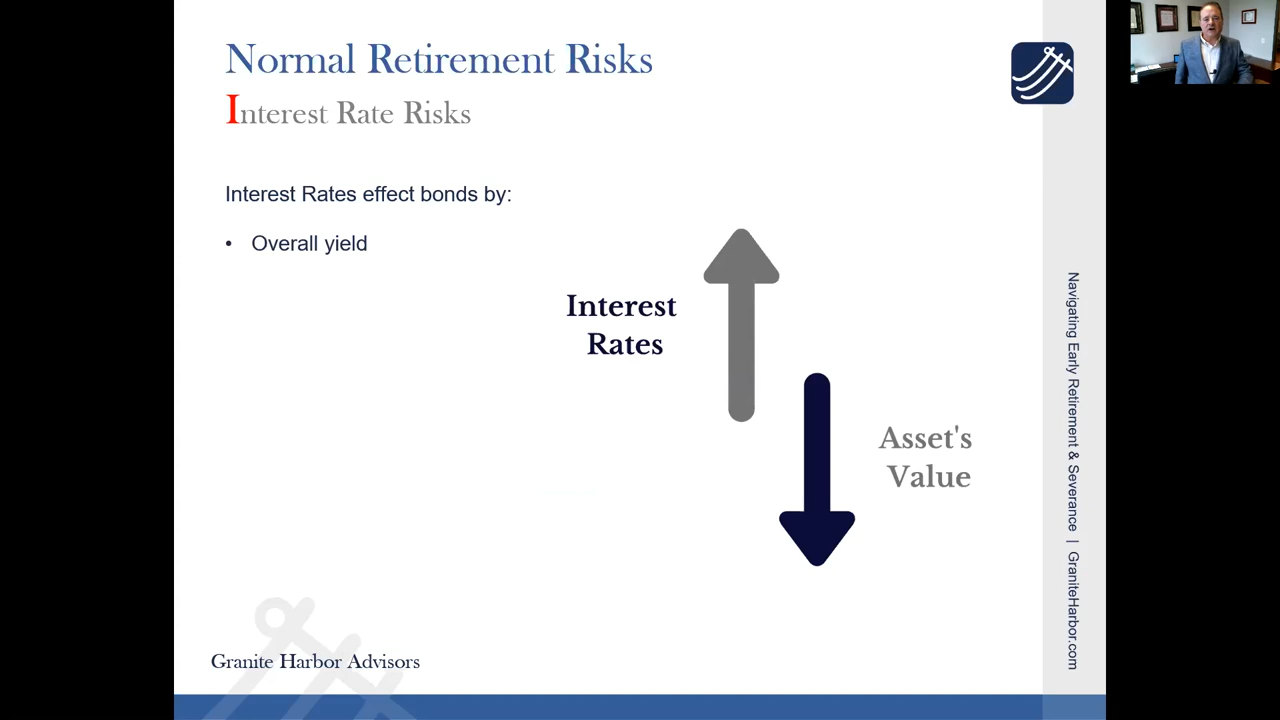 Normal Retirement Risks
Interest Rate Risks
Interest Rates effect bonds by:
• Overall yield
Interest
Rates
Asset's
Value
Navigating Early Retirement & Severance | GraniteHarbor.com
Granite Harbor Advisors